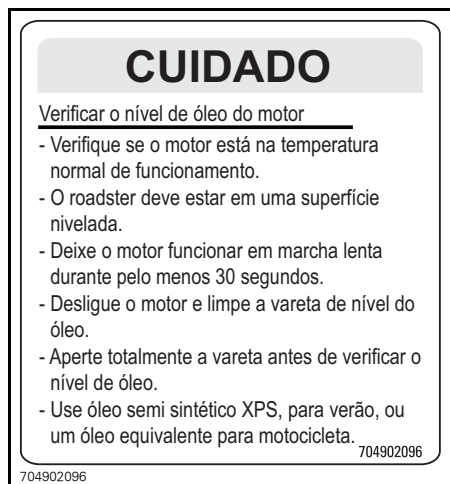 CUIDADO
Verificar o nível de óleo do motor
- Verifique se o motor está na temperatura
normal de funcionamento.
- O roadster deve estar em uma superfície
nivelada.
- Deixe o motor funcionar em marcha lenta
durante pelo menos 30 segundos.
- Desligue o motor e limpe a vareta de nível do
óleo.
- Aperte totalmente a vareta antes de verificar o
nível de óleo.
- Use óleo semi sintético XPS, para verão, ou
um óleo equivalente para motocicleta.
704902096
704902096